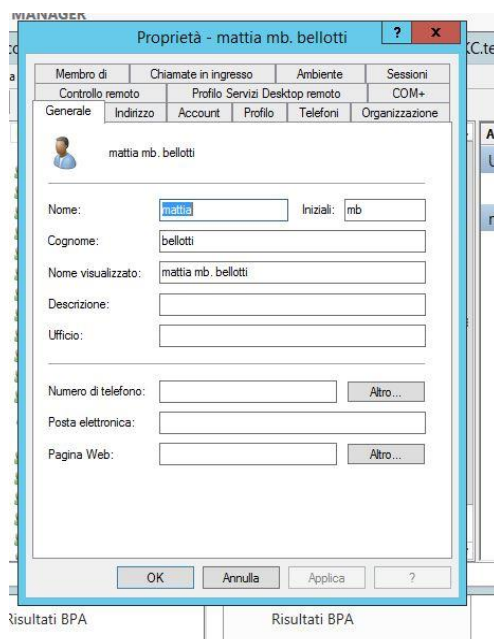 MANAGER
Proprietà - mattia mb. bellotti
?
x
Membro di
Chiamate in ingresso
Ambiente
Sessioni
Controllo remoto
Profilo Servizi Desktop remoto
COM+
Generale
Indirizzo
Account
Profilo
Telefoni
Organizzazione
mattia mb. bellotti
Nome:
mattia
Iniziali:
mb
Cognome:
bellotti
Nome visualizzato:
mattia mb. bellotti
Descrizione:
Ufficio:
Numero di telefono:
Altro...
Posta elettronica:
Pagina Web:
Altro...
OK
Annulla
Applica
?
Risultati BPA
Risultati BPA